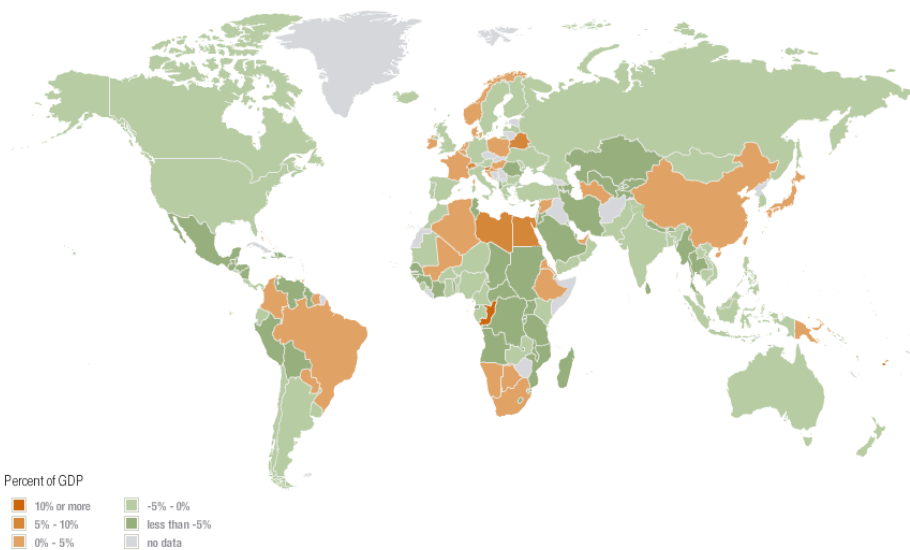 Percent of GDP
10% or more
5% - 10%
0% - 5%
-5% - 0%
less than -5%
no data